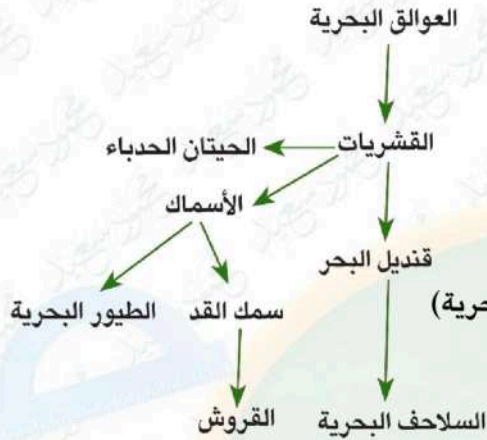 العوالق البحرية
القشريات
الحيتان الحدباء
الأسماك
قنديل البحر
حرية)
سمك القد
الطيور البحرية
السلاحف البحرية
القروش